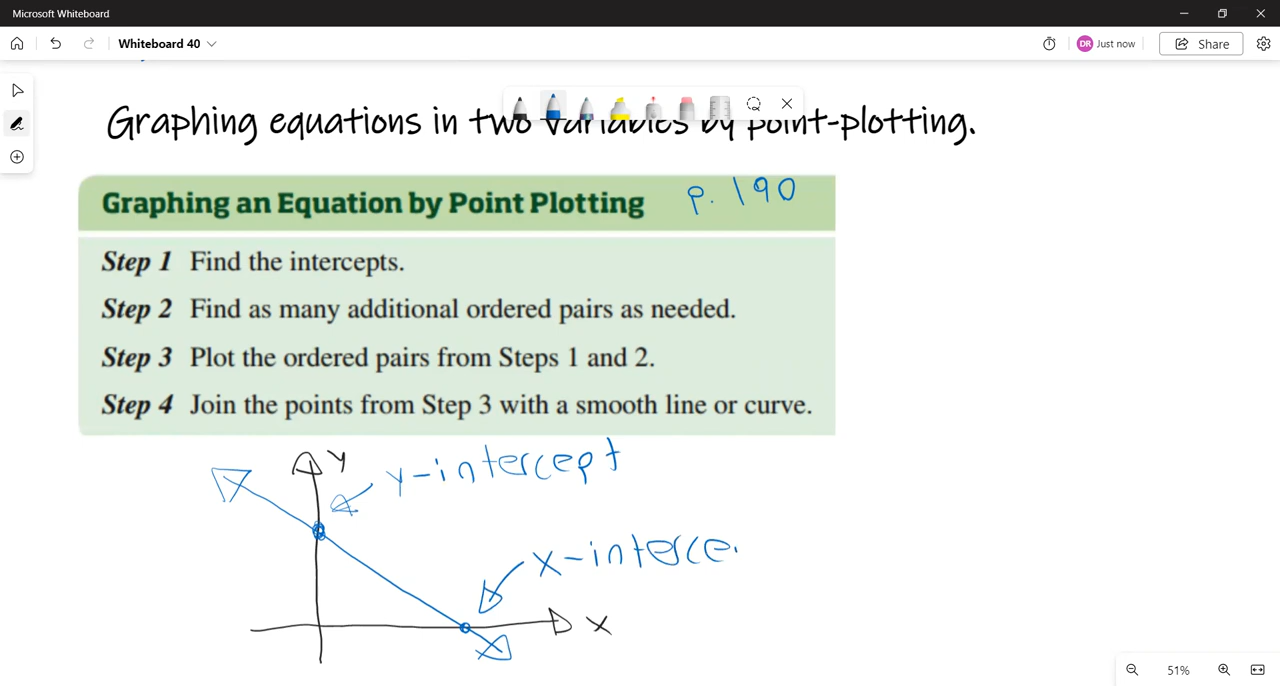 Microsoft Whiteboard
Whiteboard 40
DR Just now
Share
Graphing equations in two variables by point-plotting.
Graphing an Equation by Point Plotting p. 190
Step 1 Find the intercepts.
Step 2 Find as many additional ordered pairs as needed.
Step 3 Plot the ordered pairs from Steps 1 and 2.
Step 4 Join the points from Step 3 with a smooth line or curve.
y
y-intercept
x-interce
x
51%